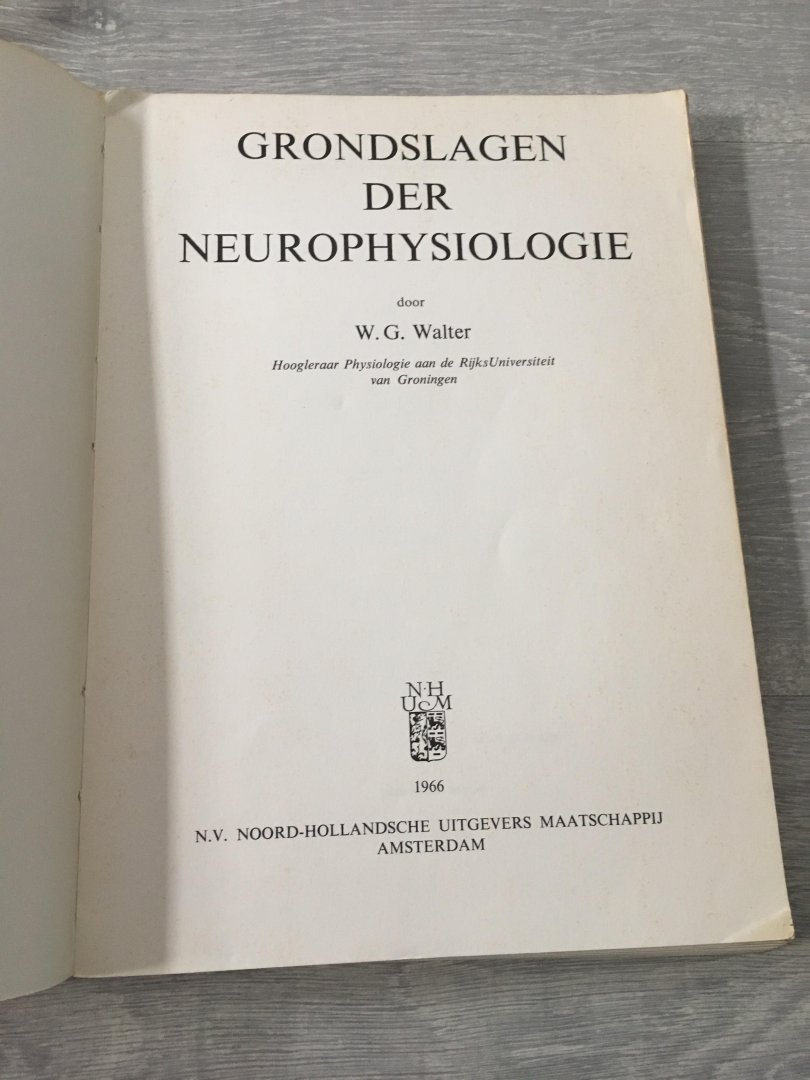 GRONDSLAGEN
DER
NEUROPHYSIOLOGIE
door
W. G. Walter
Hoogleraar Physiologie aan de RijksUniversiteit
van Groningen
N·H
U M
1966
N.V. NOORD-HOLLANDSCHE UITGEVERS MAATSCHAPPIJ
AMSTERDAM